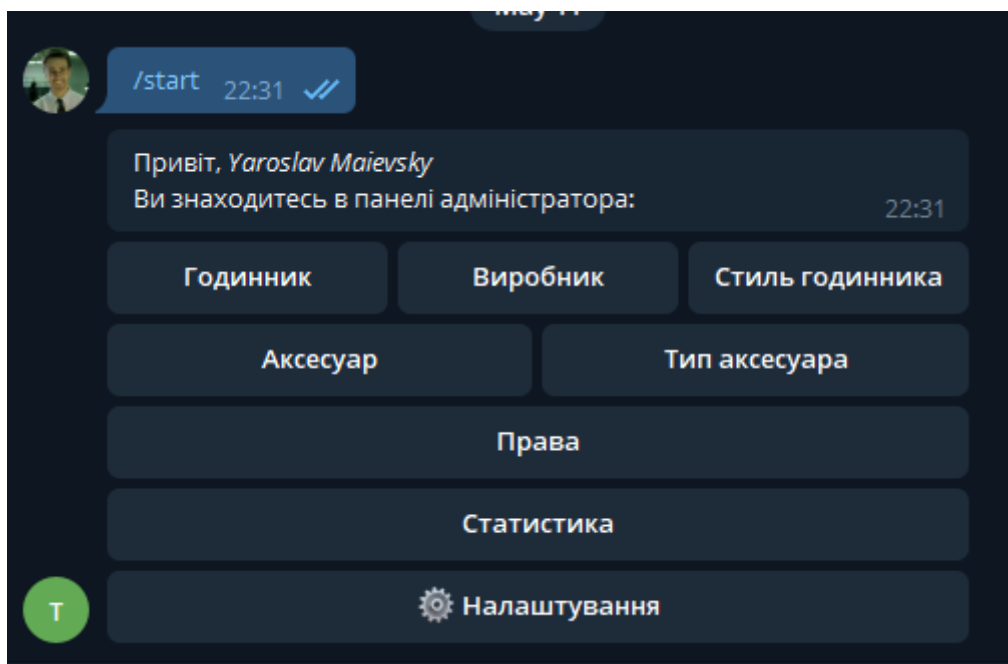 /start 22:31
Привіт, Yaroslav Maievsky
Ви знаходитесь в панелі адміністратора:
22:31
Годинник Виробник Стиль годинника
Аксесуар Тип аксесуара
Права
Статистика
T
Налаштування